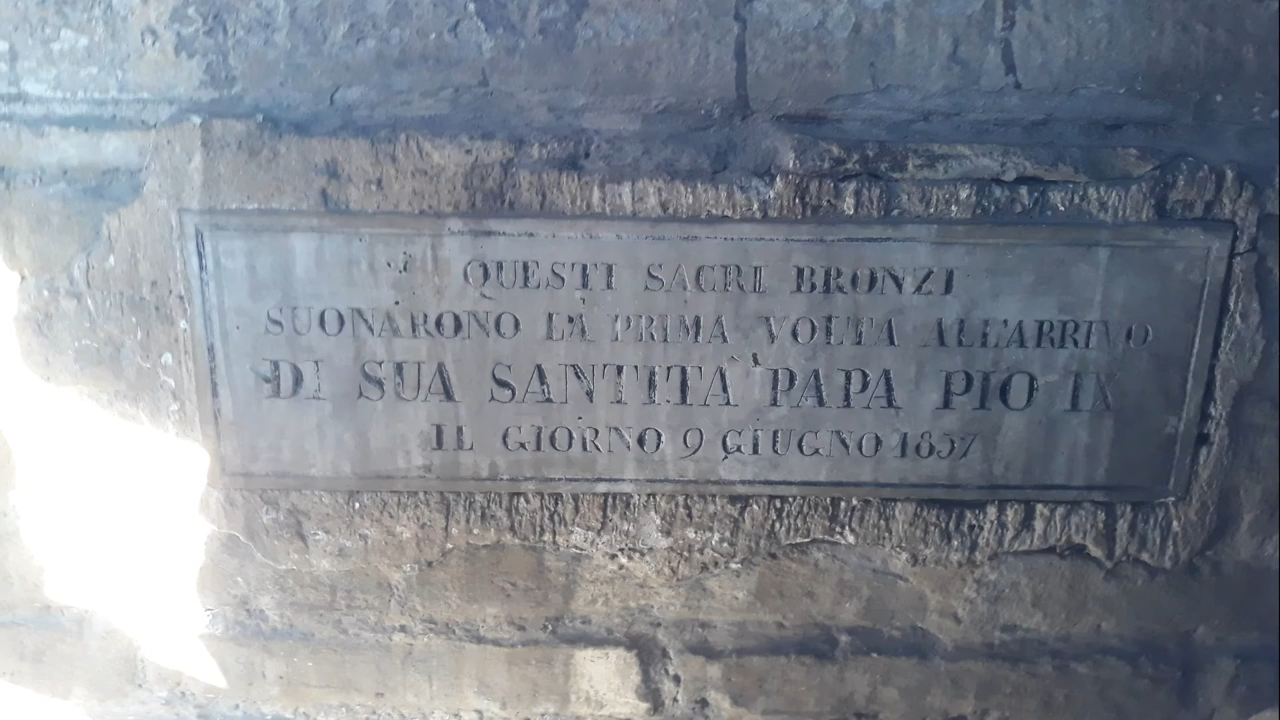 QUESTI SACRI BRONZI
SUONARONO LA PRIMA VOLTA ALL'ARRIVO
DI SUA SANTITÀ PAPA PIO IX
IL GIORNO 9 GIUGNO 1857